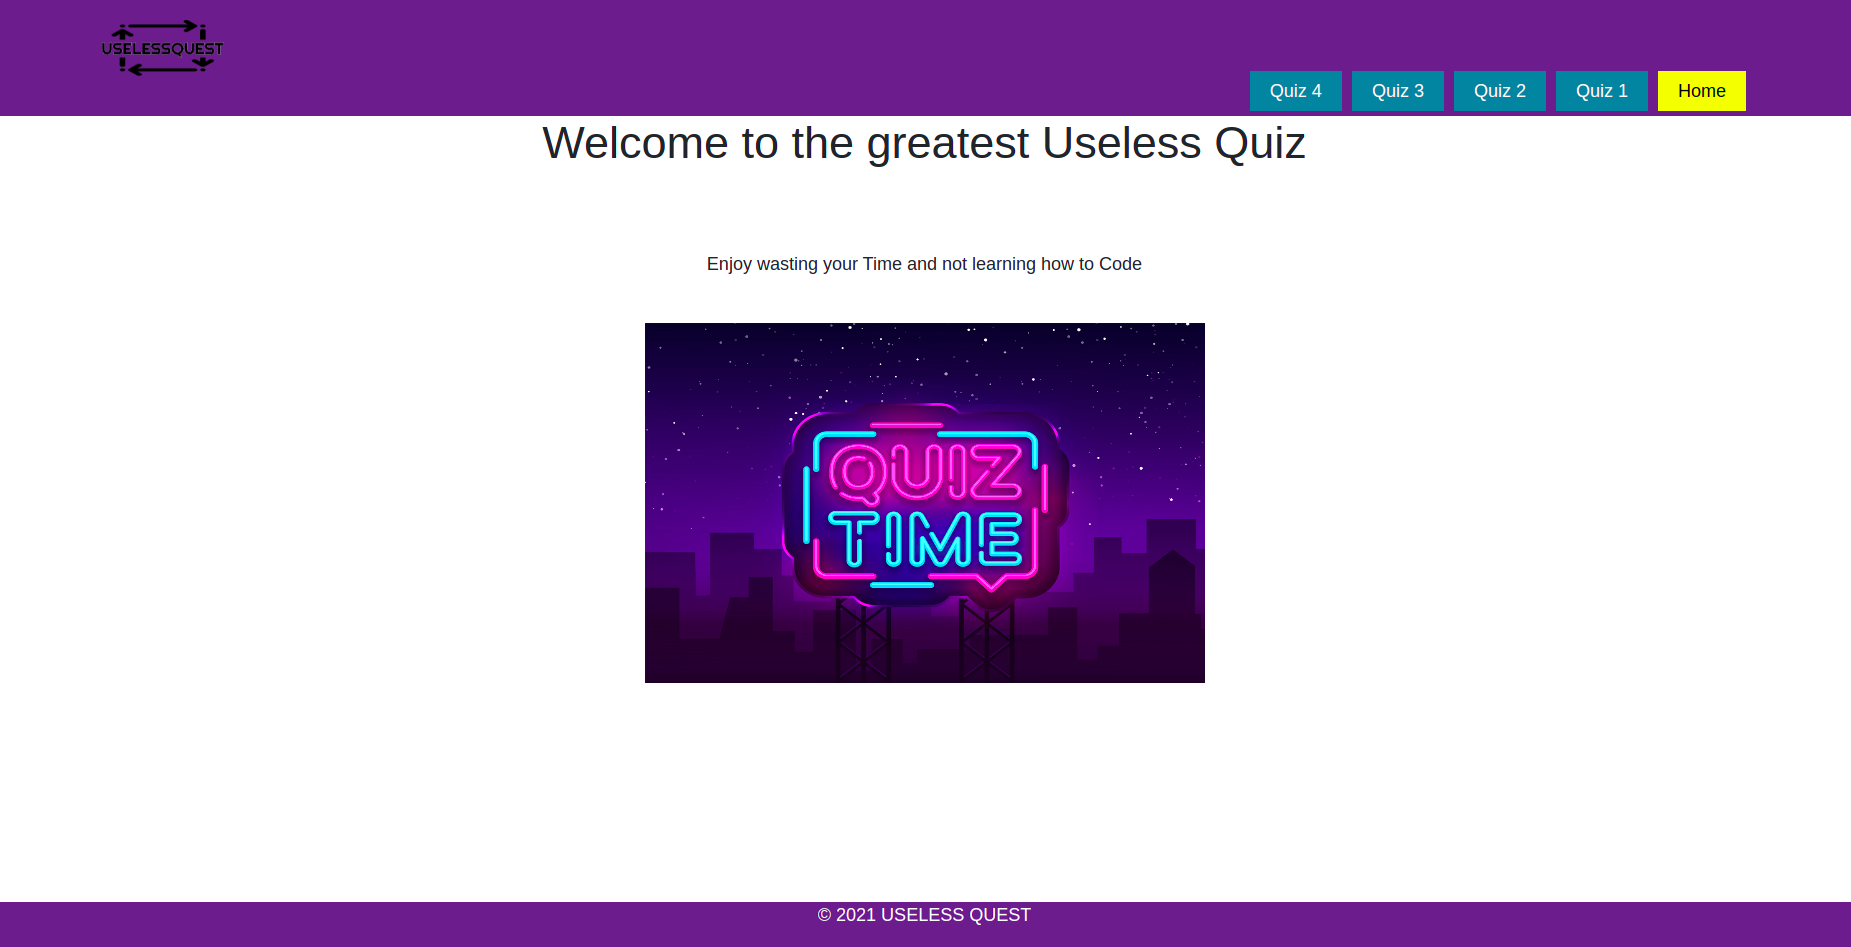 USELESSQUEST
Quiz 4
Quiz 3
Quiz 2
Quiz 1
Home
Welcome to the greatest Useless Quiz
Enjoy wasting your Time and not learning how to Code
QUIZ
TIME
© 2021 USELESS QUEST